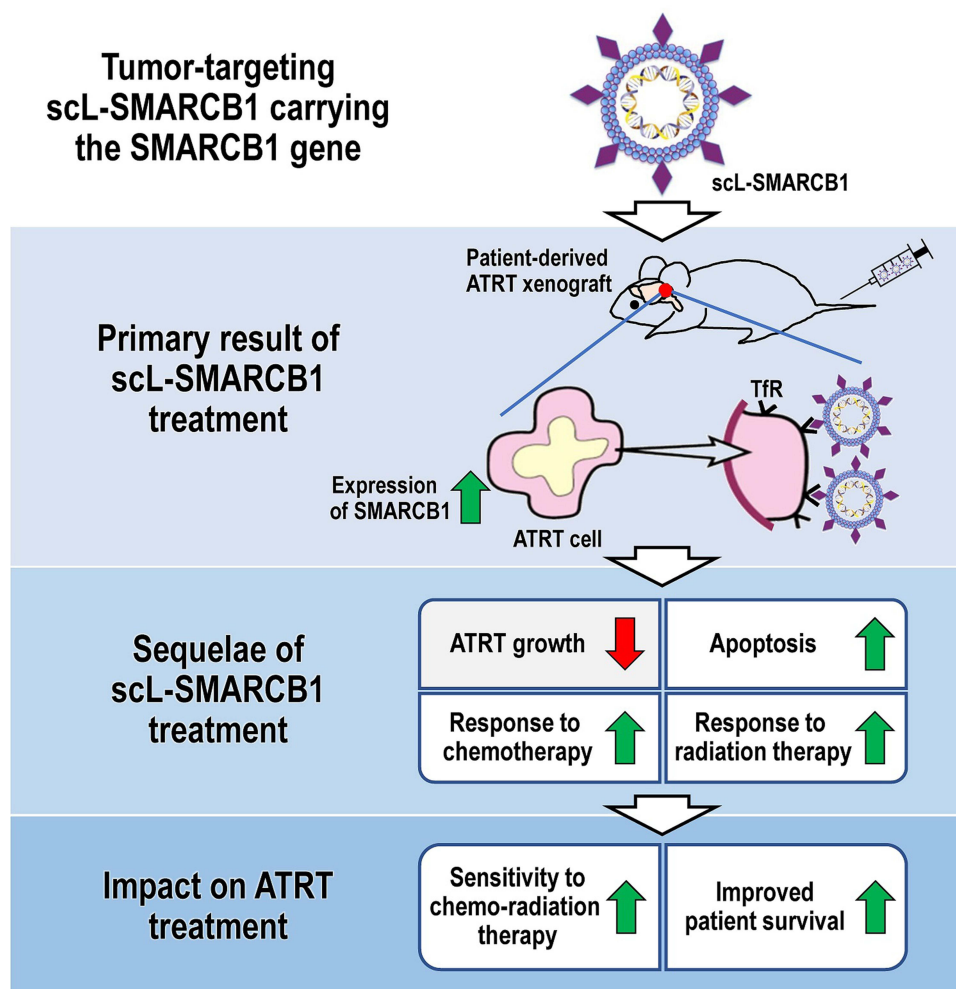 Tumor-targeting
scL-SMARCB1 carrying
the SMARCB1 gene
scL-SMARCB1
Primary result of
scL-SMARCB1
treatment
Patient-derived
ATRT xenograft
TfR
Expression
of SMARCB1
ATRT cell
Sequelae of
scL-SMARCB1
treatment
ATRT growth
Apoptosis
Response to
chemotherapy
Response to
radiation therapy
Impact on ATRT
treatment
Sensitivity to
chemo-radiation
therapy
Improved
patient survival